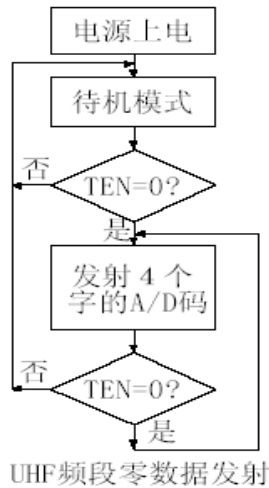 电源上电
待机模式
否
TEN=0?
是
发射4个
字的A/D码
否
TEN=0?
是
UHF频段零数据发射